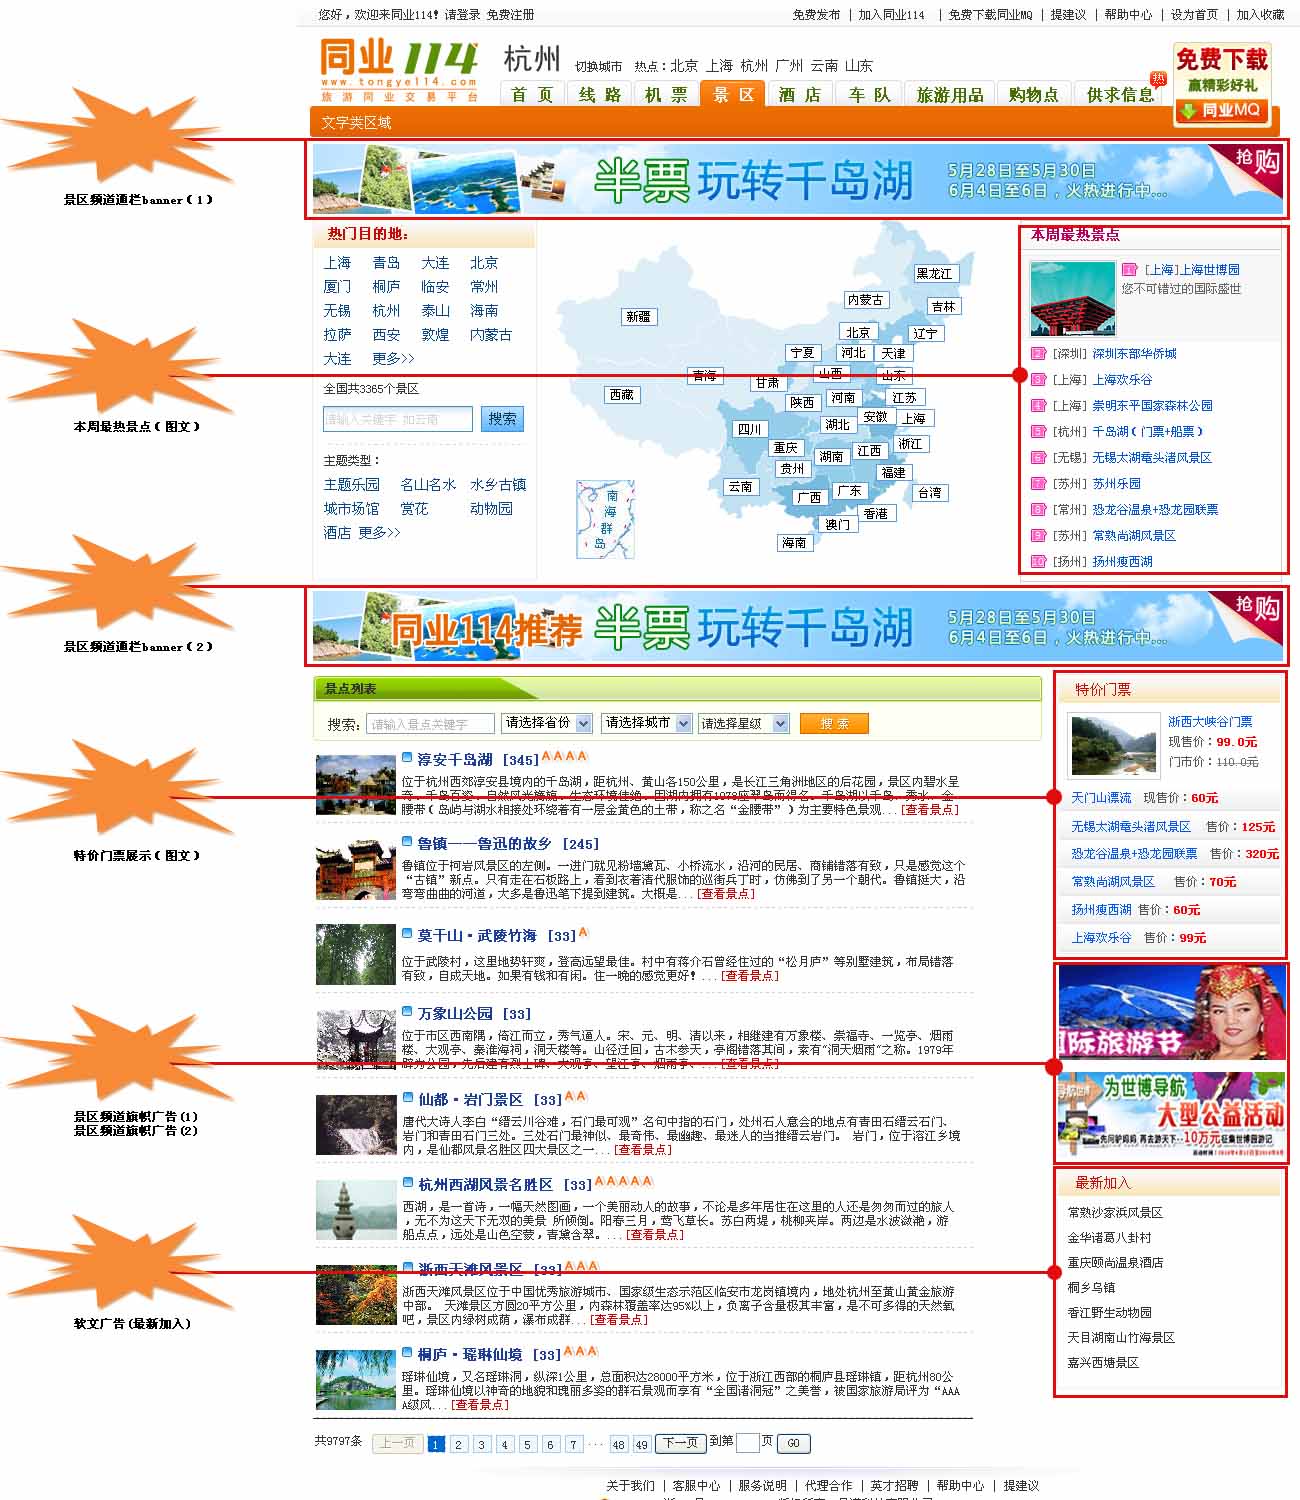 您好，欢迎来同业114! 请登录 免费注册
免费发布 | 加入同业114 | 免费下载同业MQ | 提建议 | 帮助中心 | 设为首页 | 加入收藏
同业114
www.tongye114.com
旅游同业交易平台
杭州 切换城市 热点：北京 上海 杭州 广州 云南 山东
免费下载
赢精彩好礼
同业MQ
首 页 线 路 机 票 景 区 酒 店 车 队 旅游用品 购物点 供求信息 热
文字类区域
景区频道通栏banner（1）
半票 玩转千岛湖 5月28日至5月30日
6月4日至6日，火热进行中...
抢购
热门目的地：
上海 青岛 大连 北京
厦门 桐庐 临安 常州
无锡 杭州 泰山 海南
拉萨 西安 敦煌 内蒙古
大连 更多>>
全国共3365个景区
请输入关键字 如云南 搜索
主题类型：
主题乐园 名山名水 水乡古镇
城市场馆 赏花 动物园
酒店 更多>>
黑龙江
内蒙古
吉林
新疆
北京
辽宁
宁夏
河北
天津
青海
甘肃
山西
山东
西藏
陕西
河南
江苏
四川
湖北
安徽
上海
重庆
湖南
江西
浙江
贵州
福建
云南
广西
广东
台湾
香港
澳门
海南
南海群岛
本周最热景点
1 [上海]上海世博园
您不可错过的国际盛世
2 [深圳] 深圳东部华侨城
3 [上海] 上海欢乐谷
4 [上海] 崇明东平国家森林公园
5 [杭州] 千岛湖（门票+船票）
6 [无锡] 无锡太湖鼋头渚风景区
7 [苏州] 苏州乐园
8 [常州] 恐龙谷温泉+恐龙园联票
9 [苏州] 常熟尚湖风景区
10 [扬州] 扬州瘦西湖
本周最热景点（图文）
景区频道通栏banner（2）
同业114推荐 半票 玩转千岛湖 5月28日至5月30日
6月4日至6日，火热进行中...
抢购
景点列表
搜索： 请输入景点关键字 请选择省份 请选择城市 请选择星级 搜 索
淳安千岛湖 [345]AAAA
位于杭州西郊淳安县境内的千岛湖，距杭州、黄山各150公里，是长江三角洲地区的后花园，景区内碧水呈
奇，千岛百姿，自然风光旖旎，生态环境佳绝，因湖内拥有1078座翠岛而得名。千岛湖以千岛、秀水、金
腰带（岛屿与湖水相接处环绕着有一层金黄色的土带，称之名“金腰带”）为主要特色景观...[查看景点]
鲁镇——鲁迅的故乡 [245]
鲁镇位于柯岩风景区的左侧。一进门就见粉墙黛瓦、小桥流水，沿河的民居、商铺错落有致，只是感觉这个
“古镇”新点。只有走在石板路上，看到衣着清代服饰的巡街兵丁时，仿佛到了另一个朝代。鲁镇挺大，沿
弯弯曲曲的河道，大多是鲁迅笔下提到建筑。大概是...[查看景点]
莫干山·武陵竹海 [33]A
位于武陵村，这里地势轩爽，登高远望最佳。村中有蒋介石曾经住过的“松月庐”等别墅建筑，布局错落
有致，自成天地。如果有钱和有闲。住一晚的感觉更好！...[查看景点]
万象山公园 [33]
位于市区西南隅，倚江而立，秀气逼人。宋、元、明、清以来，相继建有万象楼、崇福寺、一览亭、烟雨
楼、大观亭、秦淮海祠，洞天楼等。山径迂回，古木参天，亭阁错落其间，素有“洞天烟雨”之称。1979年
辟为公园，先后建有烈士碑、大观亭、望江亭、烟雨亭、...[查看景点]
仙都·岩门景区 [33]AA
唐代大诗人李白“缙云川谷难，石门最可观”名句中指的石门，处州石人意会的地点有青田石缙云石门、
岩门和青田石门三处。三处石门最神似、最奇伟、最幽趣、最迷人的当推缙云岩门。 岩门，位于溶江乡境
内，是仙都风景名胜区四大景区之一...[查看景点]
杭州西湖风景名胜区 [33]AAAAA
西湖，是一首诗，一幅天然图画，一个美丽动人的故事，不论是多年居住在这里的人还是匆匆而过的旅人
，无不为这天下无双的美景 所倾倒。阳春三月，莺飞草长。苏白两堤，桃柳夹岸。两边是水波潋滟，游
船点点，远处是山色空蒙，青黛含翠。...[查看景点]
浙西天滩风景区 [33]AAA
浙西天滩风景区位于中国优秀旅游城市、国家级生态示范区临安市龙岗镇境内，地处杭州至黄山黄金旅游
中部。 天滩景区方圆20平方公里，内森林覆盖率达95%以上，负离子含量极其丰富，是不可多得的天然氧
吧，景区内绿树成荫，瀑布成群...[查看景点]
桐庐·瑶琳仙境 [33]AAA
瑶琳仙境，又名瑶琳洞，纵深1公里，总面积达28000平方米，位于浙江西部的桐庐县瑶琳镇，距杭州80公
里。瑶琳仙境以神奇的地貌和瑰丽多姿的群石景观而享有“全国诸洞冠”之美誉，被国家旅游局评为“AAA
A级风...[查看景点]
共9797条 上一页 1 2 3 4 5 6 7 ... 48 49 下一页 到第 页 GO
特价门票
浙西大峡谷门票
现售价：99.0元
门市价：110.0元
天门山漂流 现售价：60元
无锡太湖鼋头渚风景区 售价：125元
恐龙谷温泉+恐龙园联票 售价：320元
常熟尚湖风景区 售价：70元
扬州瘦西湖 售价：60元
上海欢乐谷 售价：99元
特价门票展示（图文）
国际旅游节
为世博导航
大型公益活动
先问驴妈妈 再去游天下--10万元征集世博园游记
景区频道旗帜广告(1)
景区频道旗帜广告(2)
最新加入
常熟沙家浜风景区
金华诸葛八卦村
重庆颐尚温泉酒店
桐乡乌镇
香江野生动物园
天目湖南山竹海景区
嘉兴西塘景区
软文广告(最新加入)
关于我们 | 客服中心 | 服务说明 | 代理合作 | 英才招聘 | 帮助中心 | 提建议